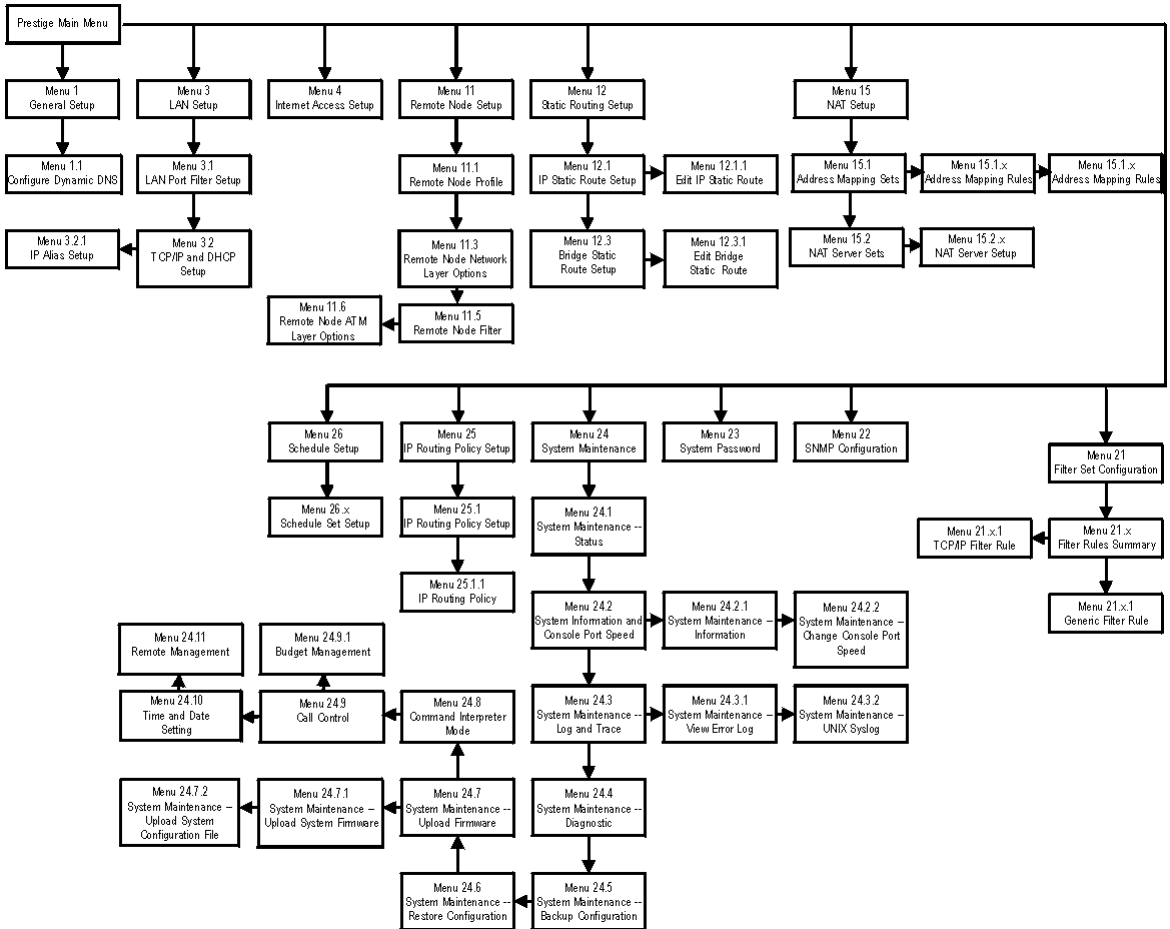 Prestige Main Menu
Menu 1
General Setup
Menu 3
LAN Setup
Menu 4
Internet Access Setup
Menu 11
Remote Node Setup
Menu 12
Static Routing Setup
Menu 15
NAT Setup
Menu 1.1
Configure Dynamic DNS
Menu 3.1
LAN Port Filter Setup
Menu 11.1
Remote Node Profile
Menu 12.1
IP Static Route Setup
Menu 12.1.1
Edit IP Static Route
Menu 15.1
Address Mapping Sets
Menu 15.1.x
Address Mapping Rules
Menu 15.1.x
Address Mapping Rules
Menu 3.2.1
IP Alias Setup
Menu 3.2
TCP/IP and DHCP
Setup
Menu 11.3
Remote Node Network
Layer Options
Menu 12.3
Bridge Static
Route Setup
Menu 12.3.1
Edit Bridge
Static Route
Menu 15.2
NAT Server Sets
Menu 15.2.x
NAT Server Setup
Menu 11.6
Remote Node ATM
Layer Options
Menu 11.5
Remote Node Filter
Menu 26
Schedule Setup
Menu 25
IP Routing Policy Setup
Menu 24
System Maintenance
Menu 23
System Password
Menu 22
SNMP Configuration
Menu 21
Filter Set Configuration
Menu 26.x
Schedule Set Setup
Menu 25.1
IP Routing Policy Setup
Menu 24.1
System Maintenance --
Status
Menu 21.x.1
TCP/IP Filter Rule
Menu 21.x
Filter Rules Summary
Menu 25.1.1
IP Routing Policy
Menu 24.2
System Information and
Console Port Speed
Menu 24.2.1
System Maintenance --
Information
Menu 24.2.2
System Maintenance --
Change Console Port
Speed
Menu 21.x.1
Generic Filter Rule
Menu 24.11
Remote Management
Menu 24.9.1
Budget Management
Menu 24.10
Time and Date
Setting
Menu 24.9
Call Control
Menu 24.8
Command Interpreter
Mode
Menu 24.3
System Maintenance --
Log and Trace
Menu 24.3.1
System Maintenance --
View Error Log
Menu 24.3.2
System Maintenance --
UNIX Syslog
Menu 24.7.2
System Maintenance --
Upload System
Configuration File
Menu 24.7.1
System Maintenance --
Upload System Firmware
Menu 24.7
System Maintenance --
Upload Firmware
Menu 24.4
System Maintenance --
Diagnostic
Menu 24.6
System Maintenance --
Restore Configuration
Menu 24.5
System Maintenance --
Backup Configuration